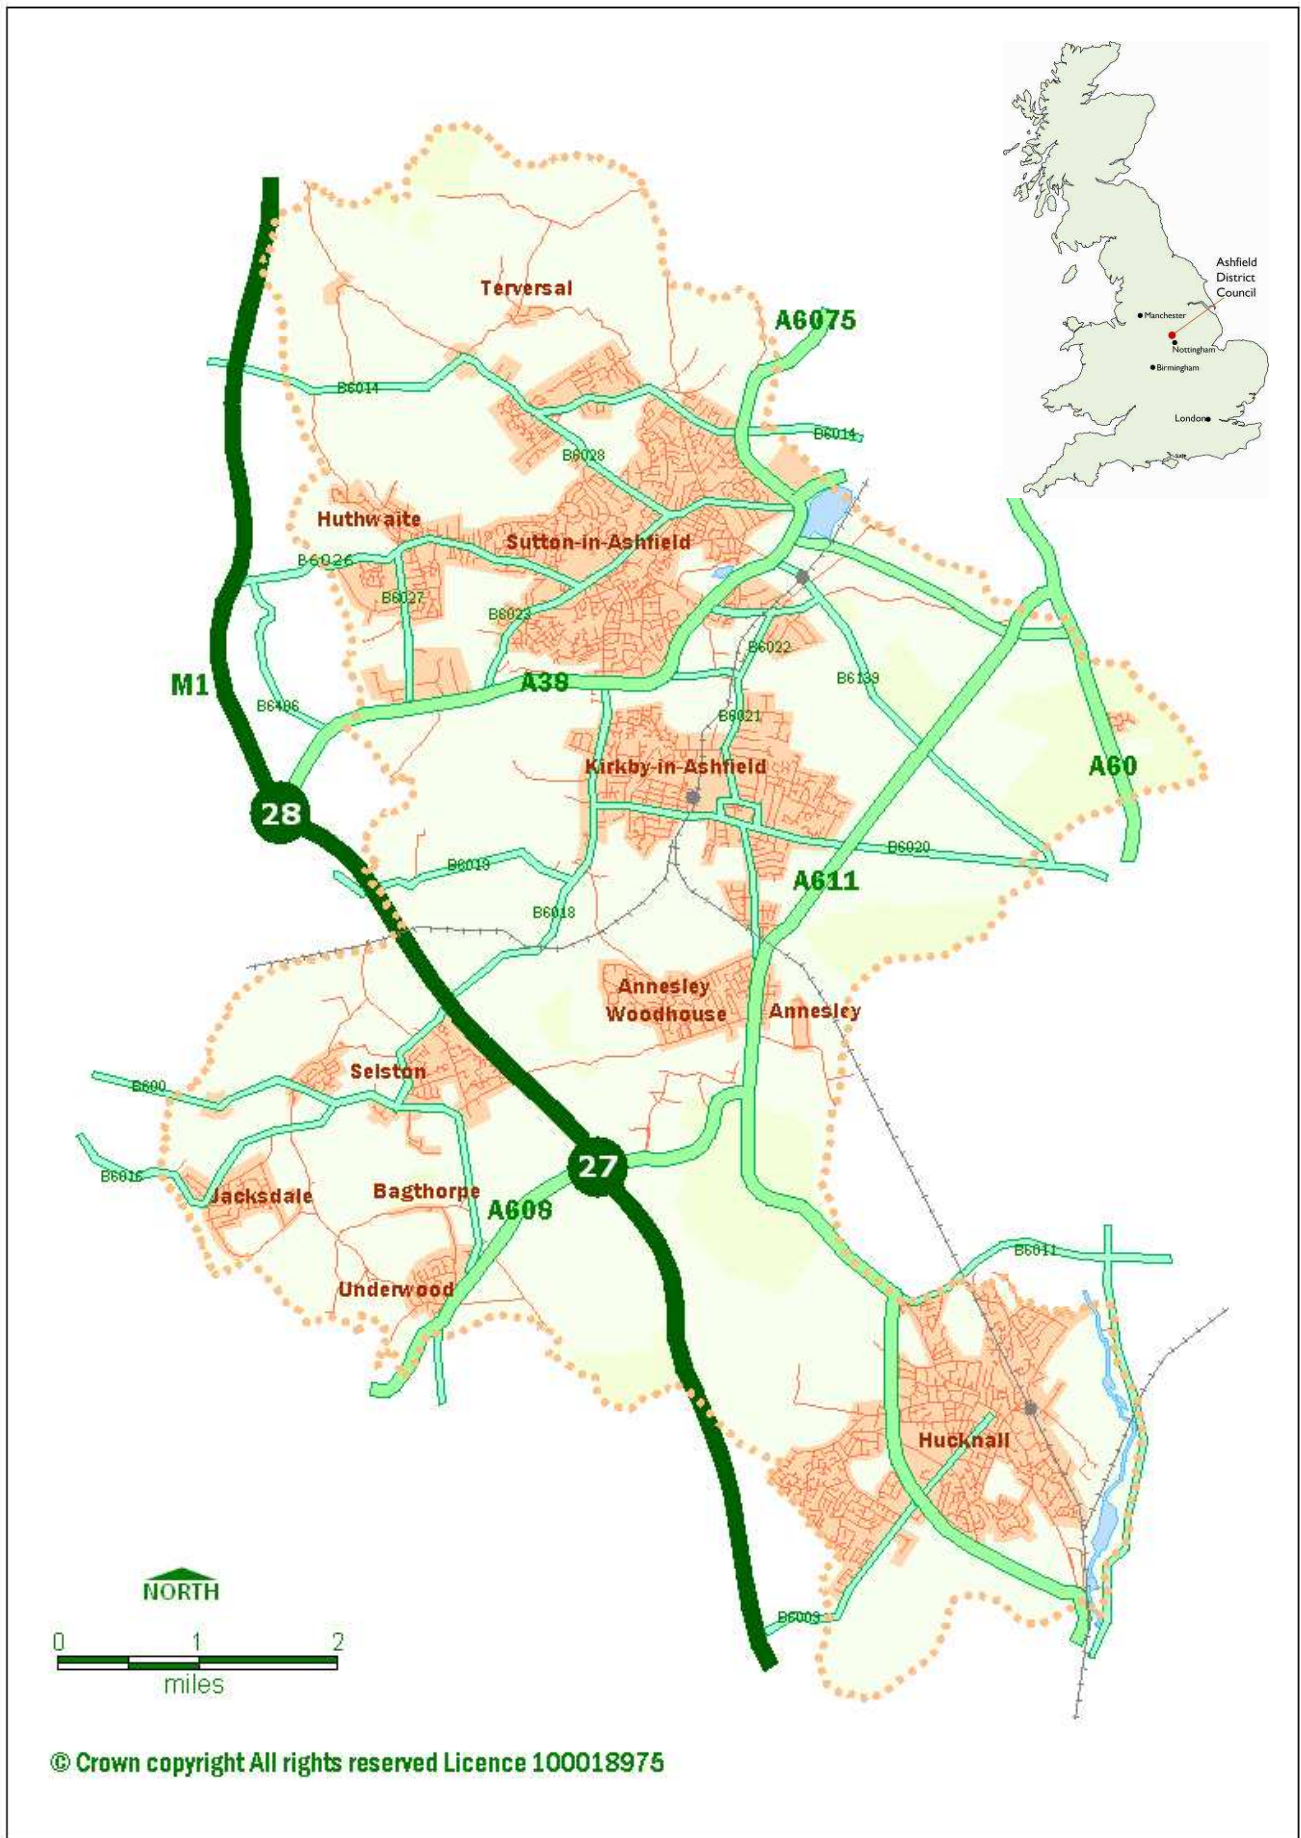 Ashfield
District
Council
Manchester
Nottingham
Birmingham
London
Terversal
A6075
B6014
B6014
B6028
Huthwaite
Sutton-in-Ashfield
B6026
B6027
B6023
B6022
M1
A38
B6139
B6406
B6021
Kirkby-in-Ashfield
A60
28
B6020
B6019
A611
B6018
Annesley
Woodhouse
Annesley
Selston
B600
27
B6016
Jacksdale
Bagthorpe
A608
B6011
Underwood
Hucknall
NORTH
B6009
0 1 2
miles
© Crown copyright All rights reserved Licence 100018975